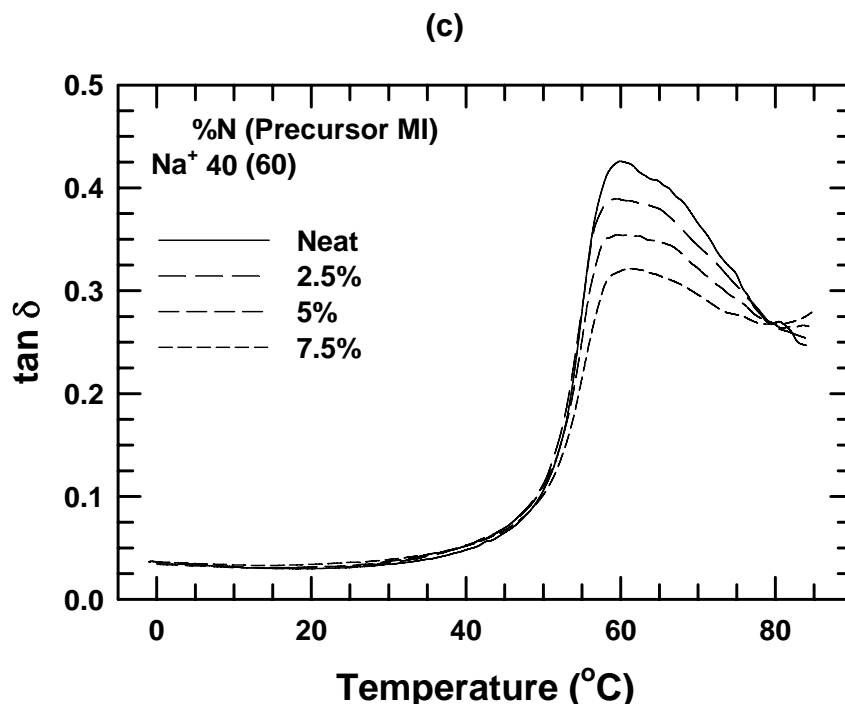 (c)
%N (Precursor MI)
Na+ 40 (60)
Neat
2.5%
5%
7.5%
tan δ
0.5
0.4
0.3
0.2
0.1
0.0
0 20 40 60 80
Temperature (oC)